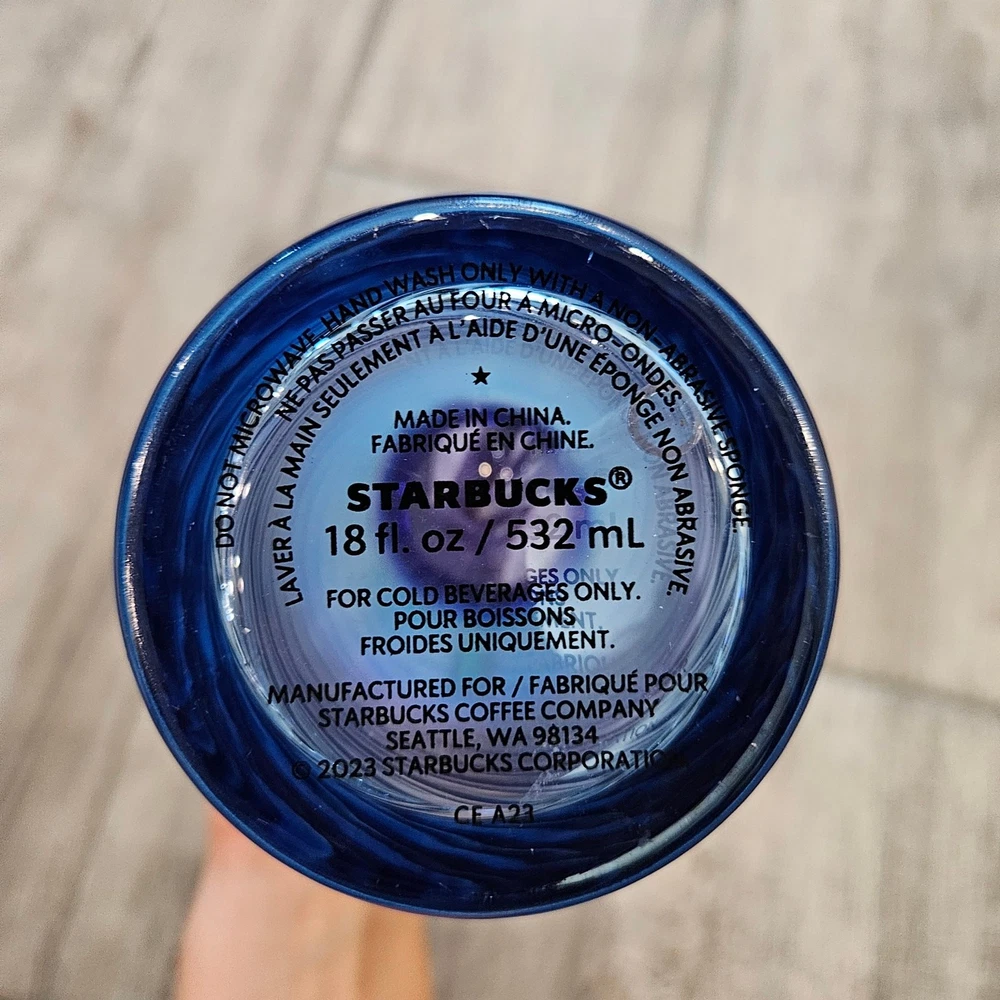 DO NOT MICROWAVE. HAND WASH ONLY WITH A NON-ABRASIVE SPONGE.
NE PAS PASSER AU FOUR À MICRO-ONDES.
LAVER À LA MAIN SEULEMENT À L'AIDE D'UNE ÉPONGE NON ABRASIVE.
★
MADE IN CHINA.
FABRIQUÉ EN CHINE.
STARBUCKS®
18 fl. oz / 532 mL
FOR COLD BEVERAGES ONLY.
POUR BOISSONS
FROIDES UNIQUEMENT.
MANUFACTURED FOR / FABRIQUÉ POUR
STARBUCKS COFFEE COMPANY
SEATTLE, WA 98134
© 2023 STARBUCKS CORPORATION
CF A23